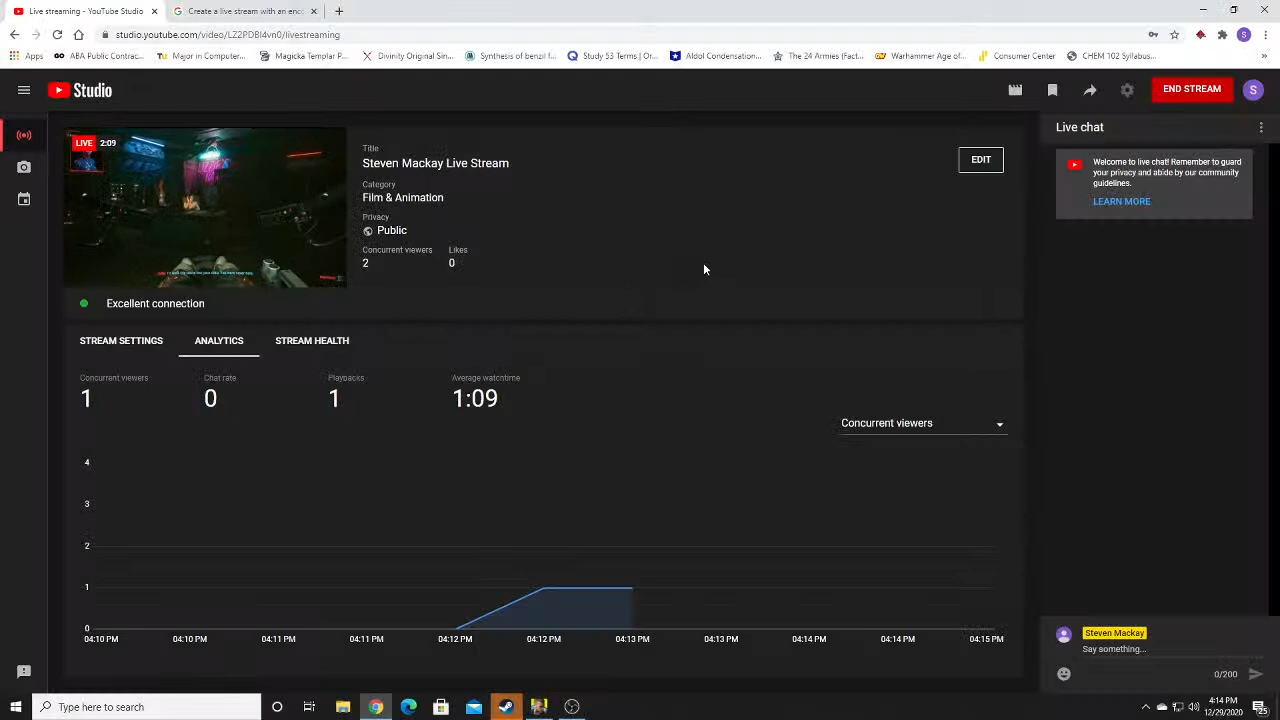 Live streaming - YouTube Studio
Create a live stream with an enc
studio.youtube.com/video/LZ2PDBI4vn0/livestreaming
S
Apps
ABA Public Contrac...
Major in Computer...
Magicka Templar P...
Divinity Original Sin...
Synthesis of benzil f...
Study 53 Terms | Or...
Aldol Condensation...
The 24 Armies (Fact...
Warhammer Age of...
Consumer Center
CHEM 102 Syllabus...
»
Studio
END STREAM
S
LIVE 2:09
Title
Steven Mackay Live Stream
Category
Film & Animation
Privacy
Public
Concurrent viewers
Likes
2
0
EDIT
Excellent connection
STREAM SETTINGS
ANALYTICS
STREAM HEALTH
Concurrent viewers
Chat rate
Playbacks
Average watchtime
1
0
1
1:09
Concurrent viewers
4
3
2
1
0
04:10 PM
04:10 PM
04:11 PM
04:11 PM
04:12 PM
04:12 PM
04:13 PM
04:13 PM
04:14 PM
04:14 PM
04:15 PM
Live chat
Welcome to live chat! Remember to guard
your privacy and abide by our community
guidelines.
LEARN MORE
Steven Mackay
Say something...
0/200
Type here to search
4:14 PM
12/29/2020